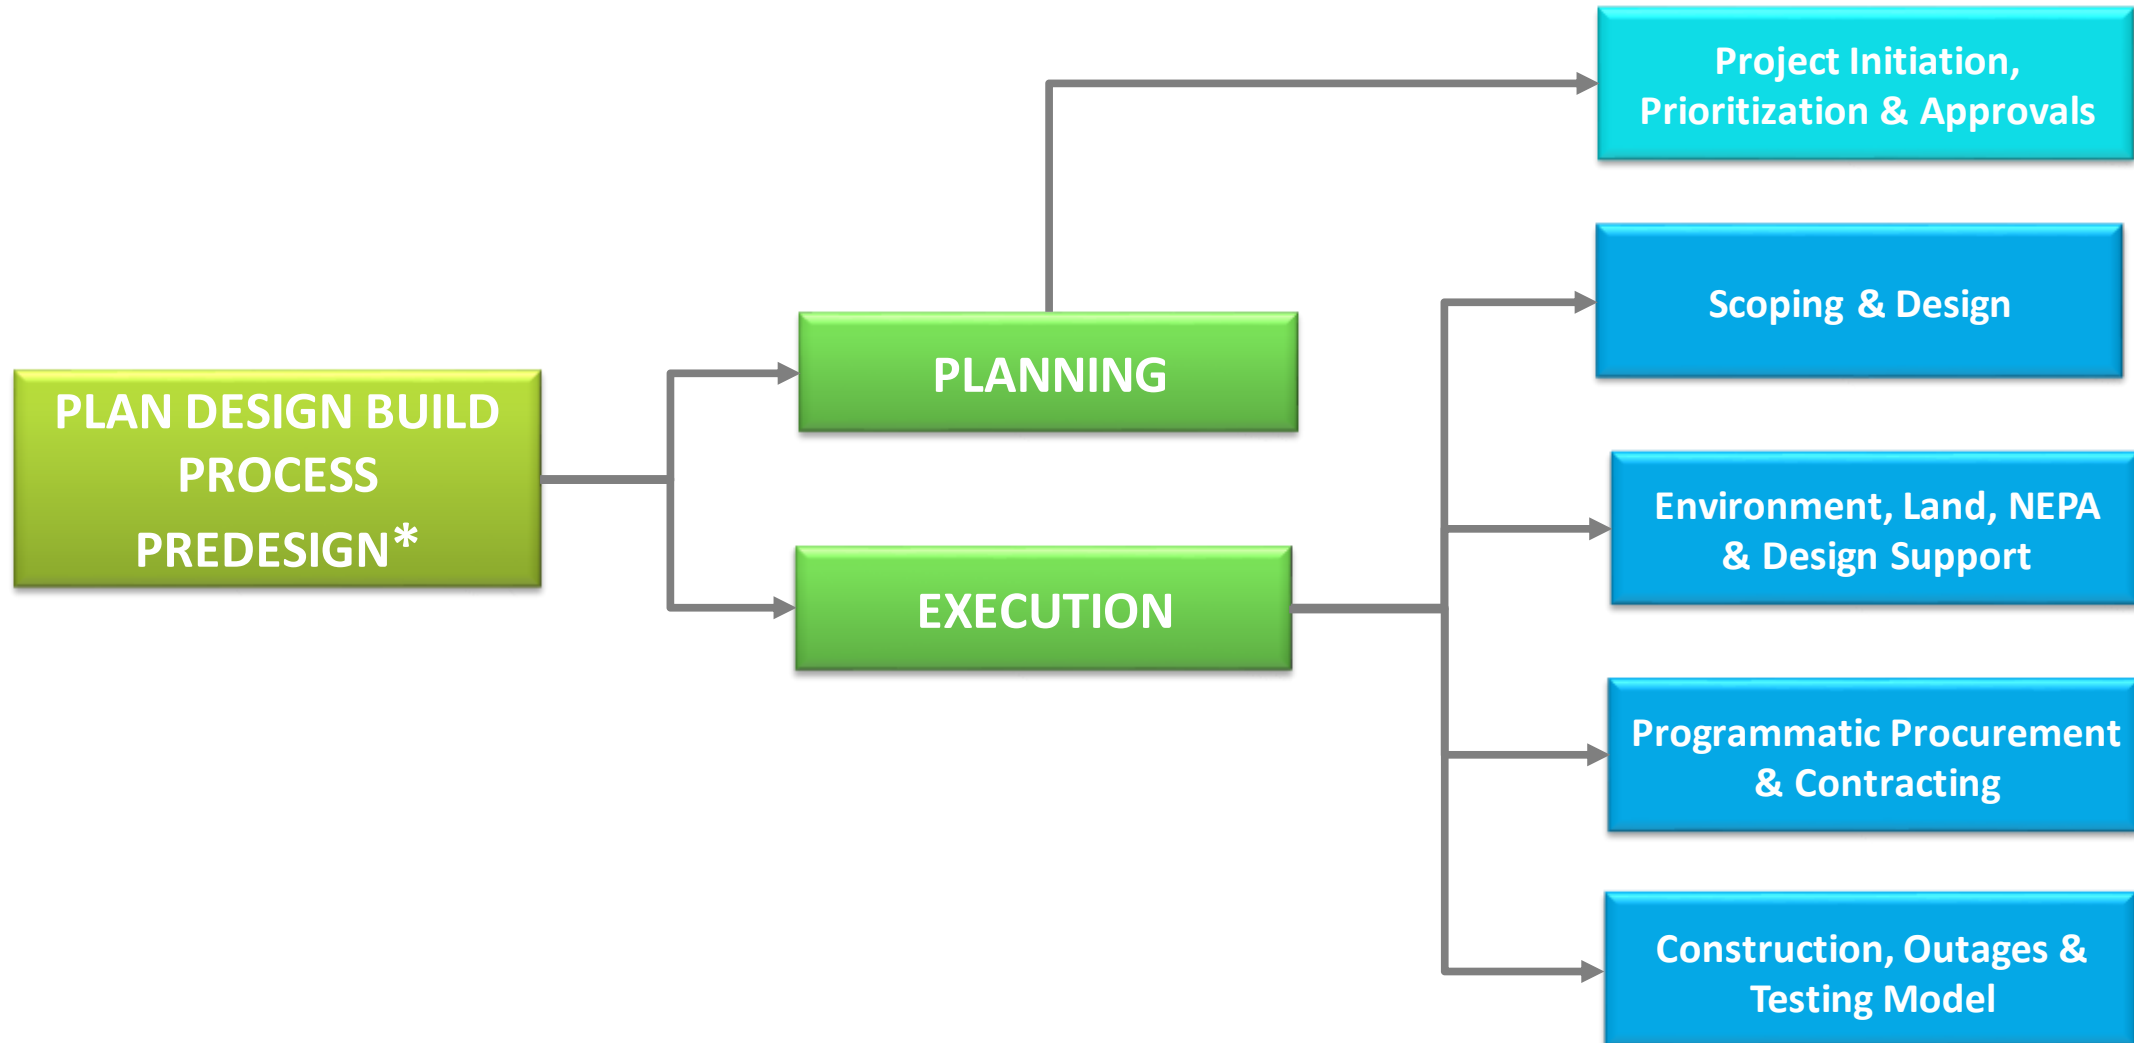 PLAN DESIGN BUILD
PROCESS
PREDESIGN*
PLANNING
EXECUTION
Project Initiation,
Prioritization & Approvals
Scoping & Design
Environment, Land, NEPA
& Design Support
Programmatic Procurement
& Contracting
Construction, Outages &
Testing Model